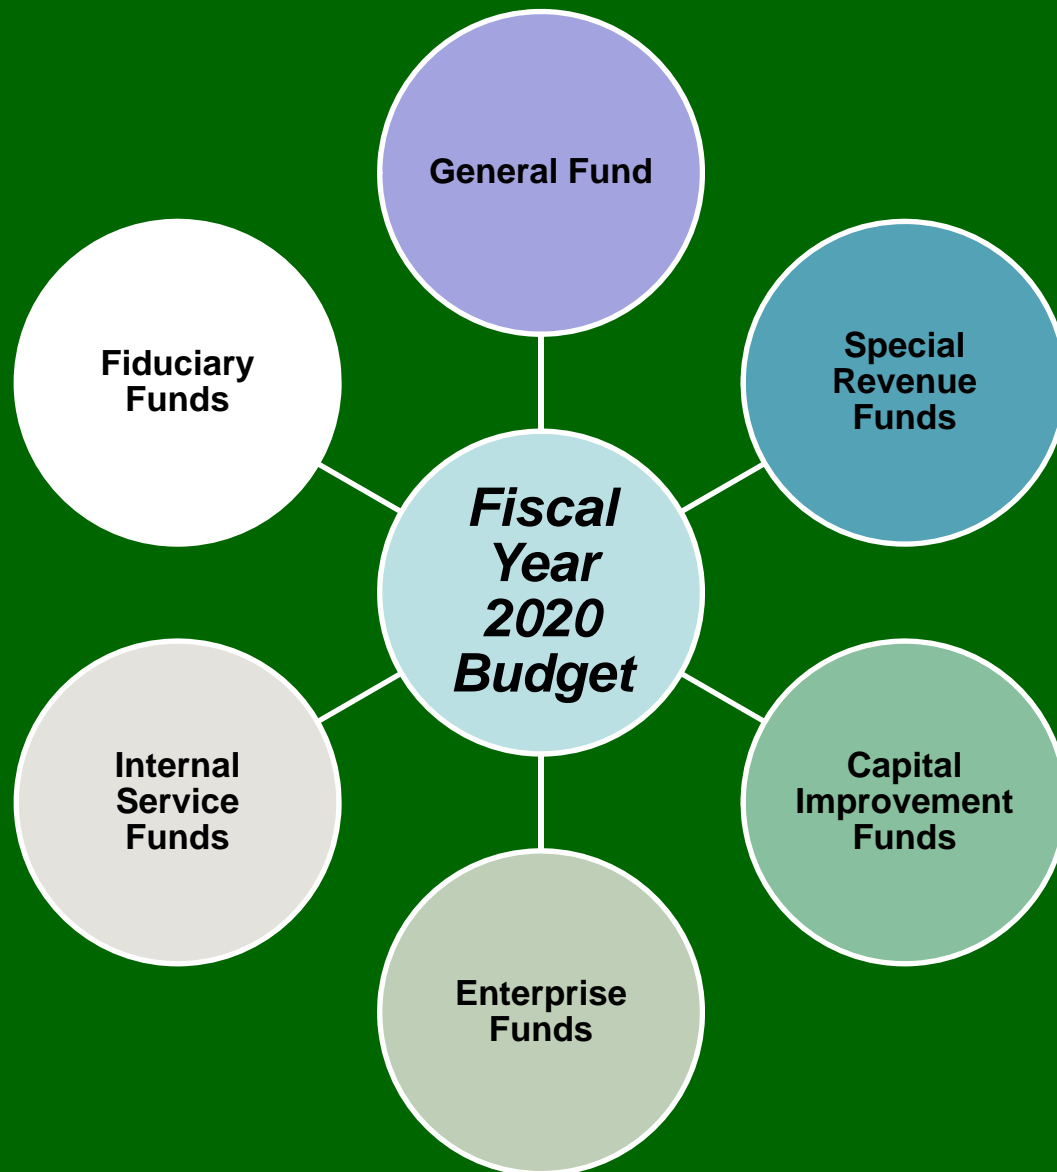 General Fund
Special
Revenue
Funds
Capital
Improvement
Funds
Enterprise
Funds
Internal
Service
Funds
Fiduciary
Funds
Fiscal
Year
2020
Budget